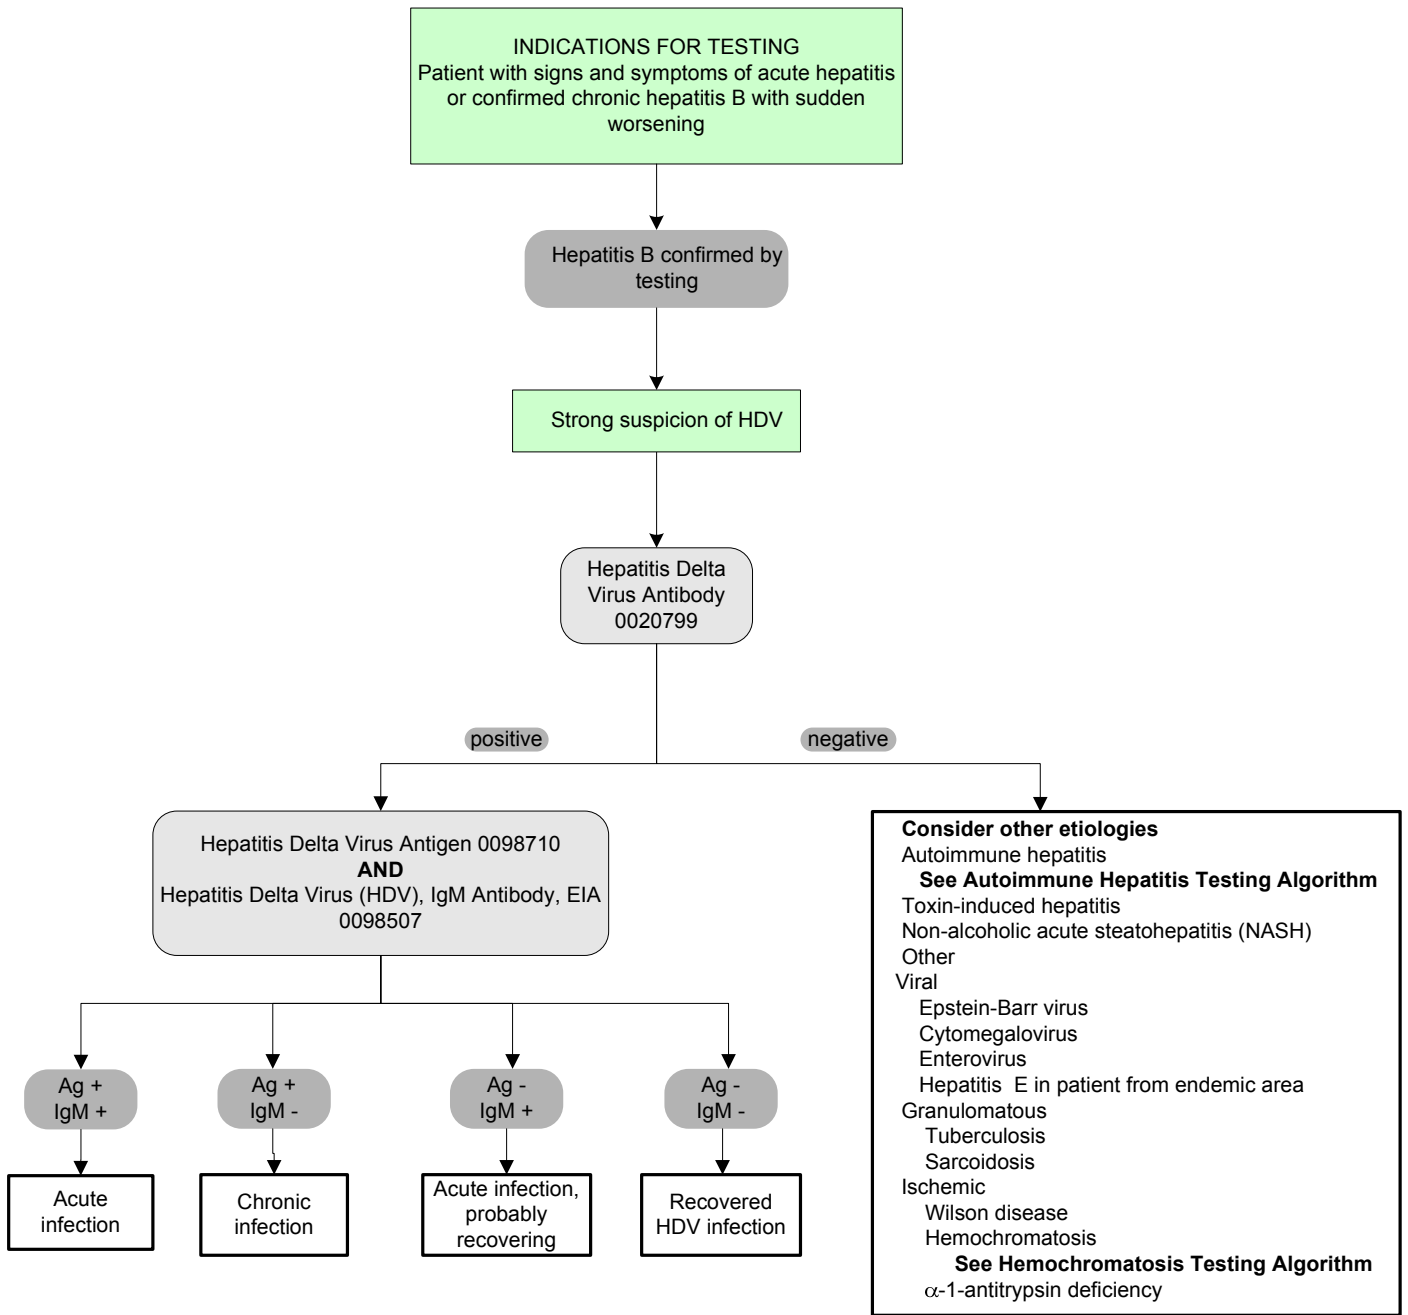 INDICATIONS FOR TESTING
Patient with signs and symptoms of acute hepatitis
or confirmed chronic hepatitis B with sudden
worsening
Hepatitis B confirmed by
testing
Strong suspicion of HDV
Hepatitis Delta
Virus Antibody
0020799
positive
negative
Hepatitis Delta Virus Antigen 0098710
AND
Hepatitis Delta Virus (HDV), IgM Antibody, EIA
0098507
Ag +
IgM +
Ag +
IgM -
Ag -
IgM +
Ag -
IgM -
Acute
infection
Chronic
infection
Acute infection,
probably
recovering
Recovered
HDV infection
Consider other etiologies
Autoimmune hepatitis
See Autoimmune Hepatitis Testing Algorithm
Toxin-induced hepatitis
Non-alcoholic acute steatohepatitis (NASH)
Other
Viral
Epstein-Barr virus
Cytomegalovirus
Enterovirus
Hepatitis  E in patient from endemic area
Granulomatous
Tuberculosis
Sarcoidosis
Ischemic
Wilson disease
Hemochromatosis
See Hemochromatosis Testing Algorithm
α-1-antitrypsin deficiency